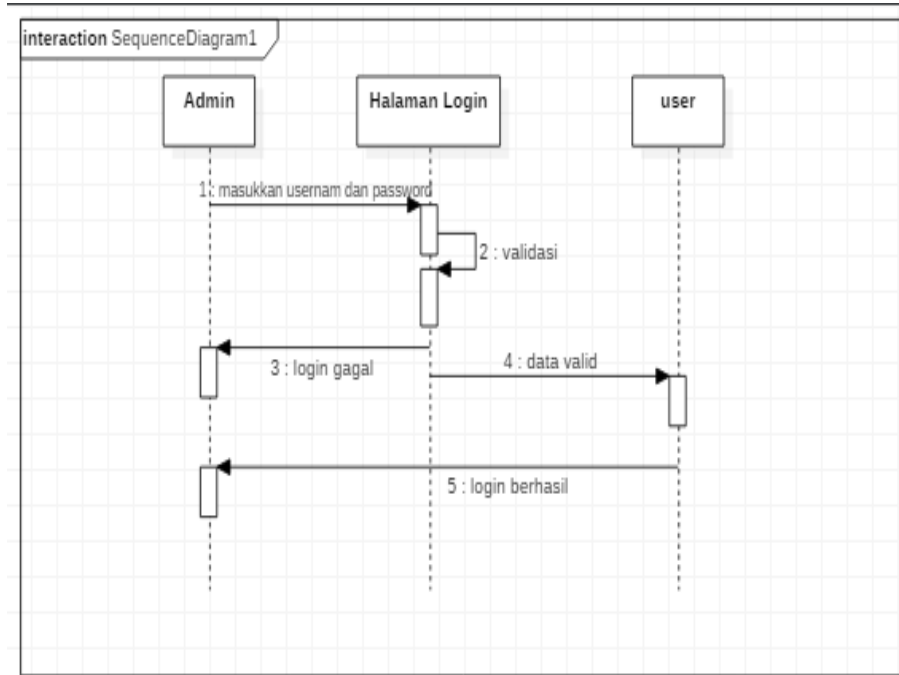 interaction SequenceDiagram1
Admin
Halaman Login
user
1 : masukkan usernam dan password
2 : validasi
3 : login gagal
4 : data valid
5 : login berhasil